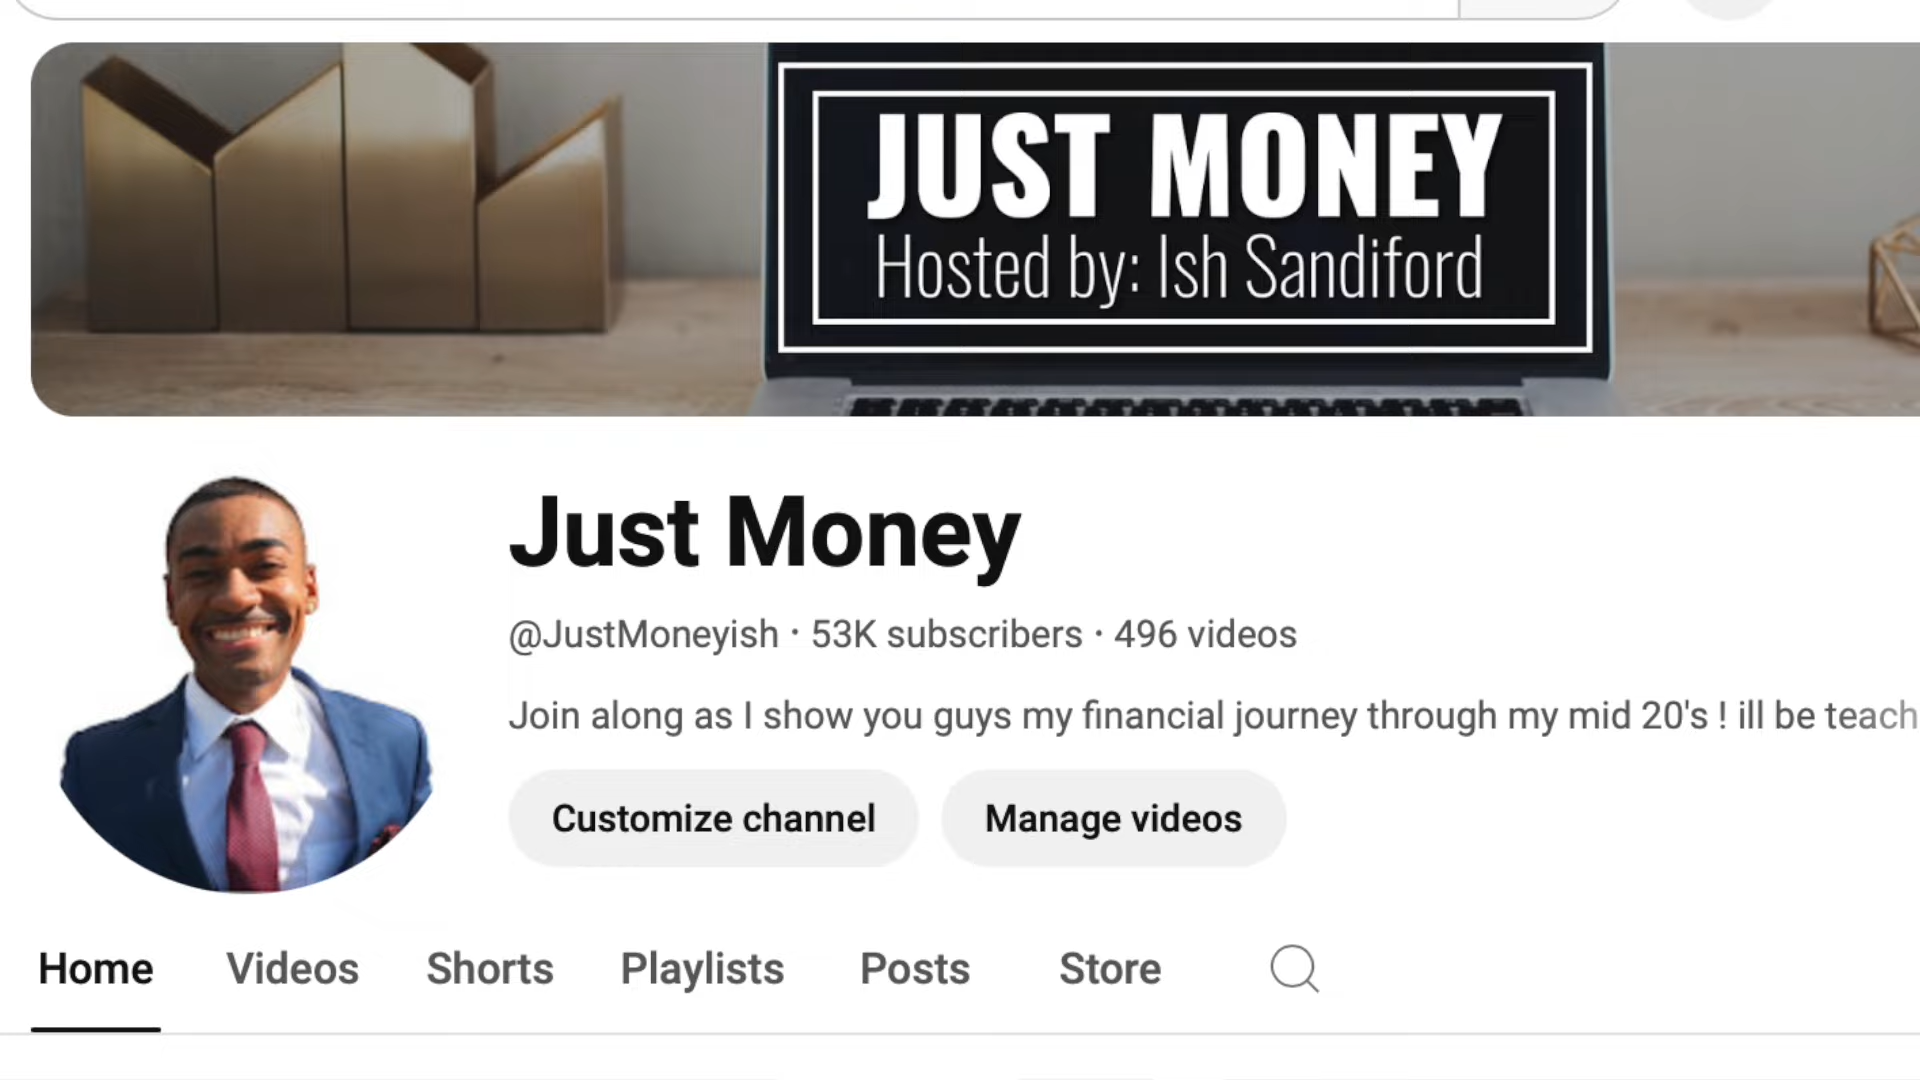 JUST MONEY
Hosted by: Ish Sandiford
Just Money
@JustMoneyish · 53K subscribers · 496 videos
Join along as I show you guys my financial journey through my mid 20's ! ill be teach
Customize channel
Manage videos
Home
Videos
Shorts
Playlists
Posts
Store